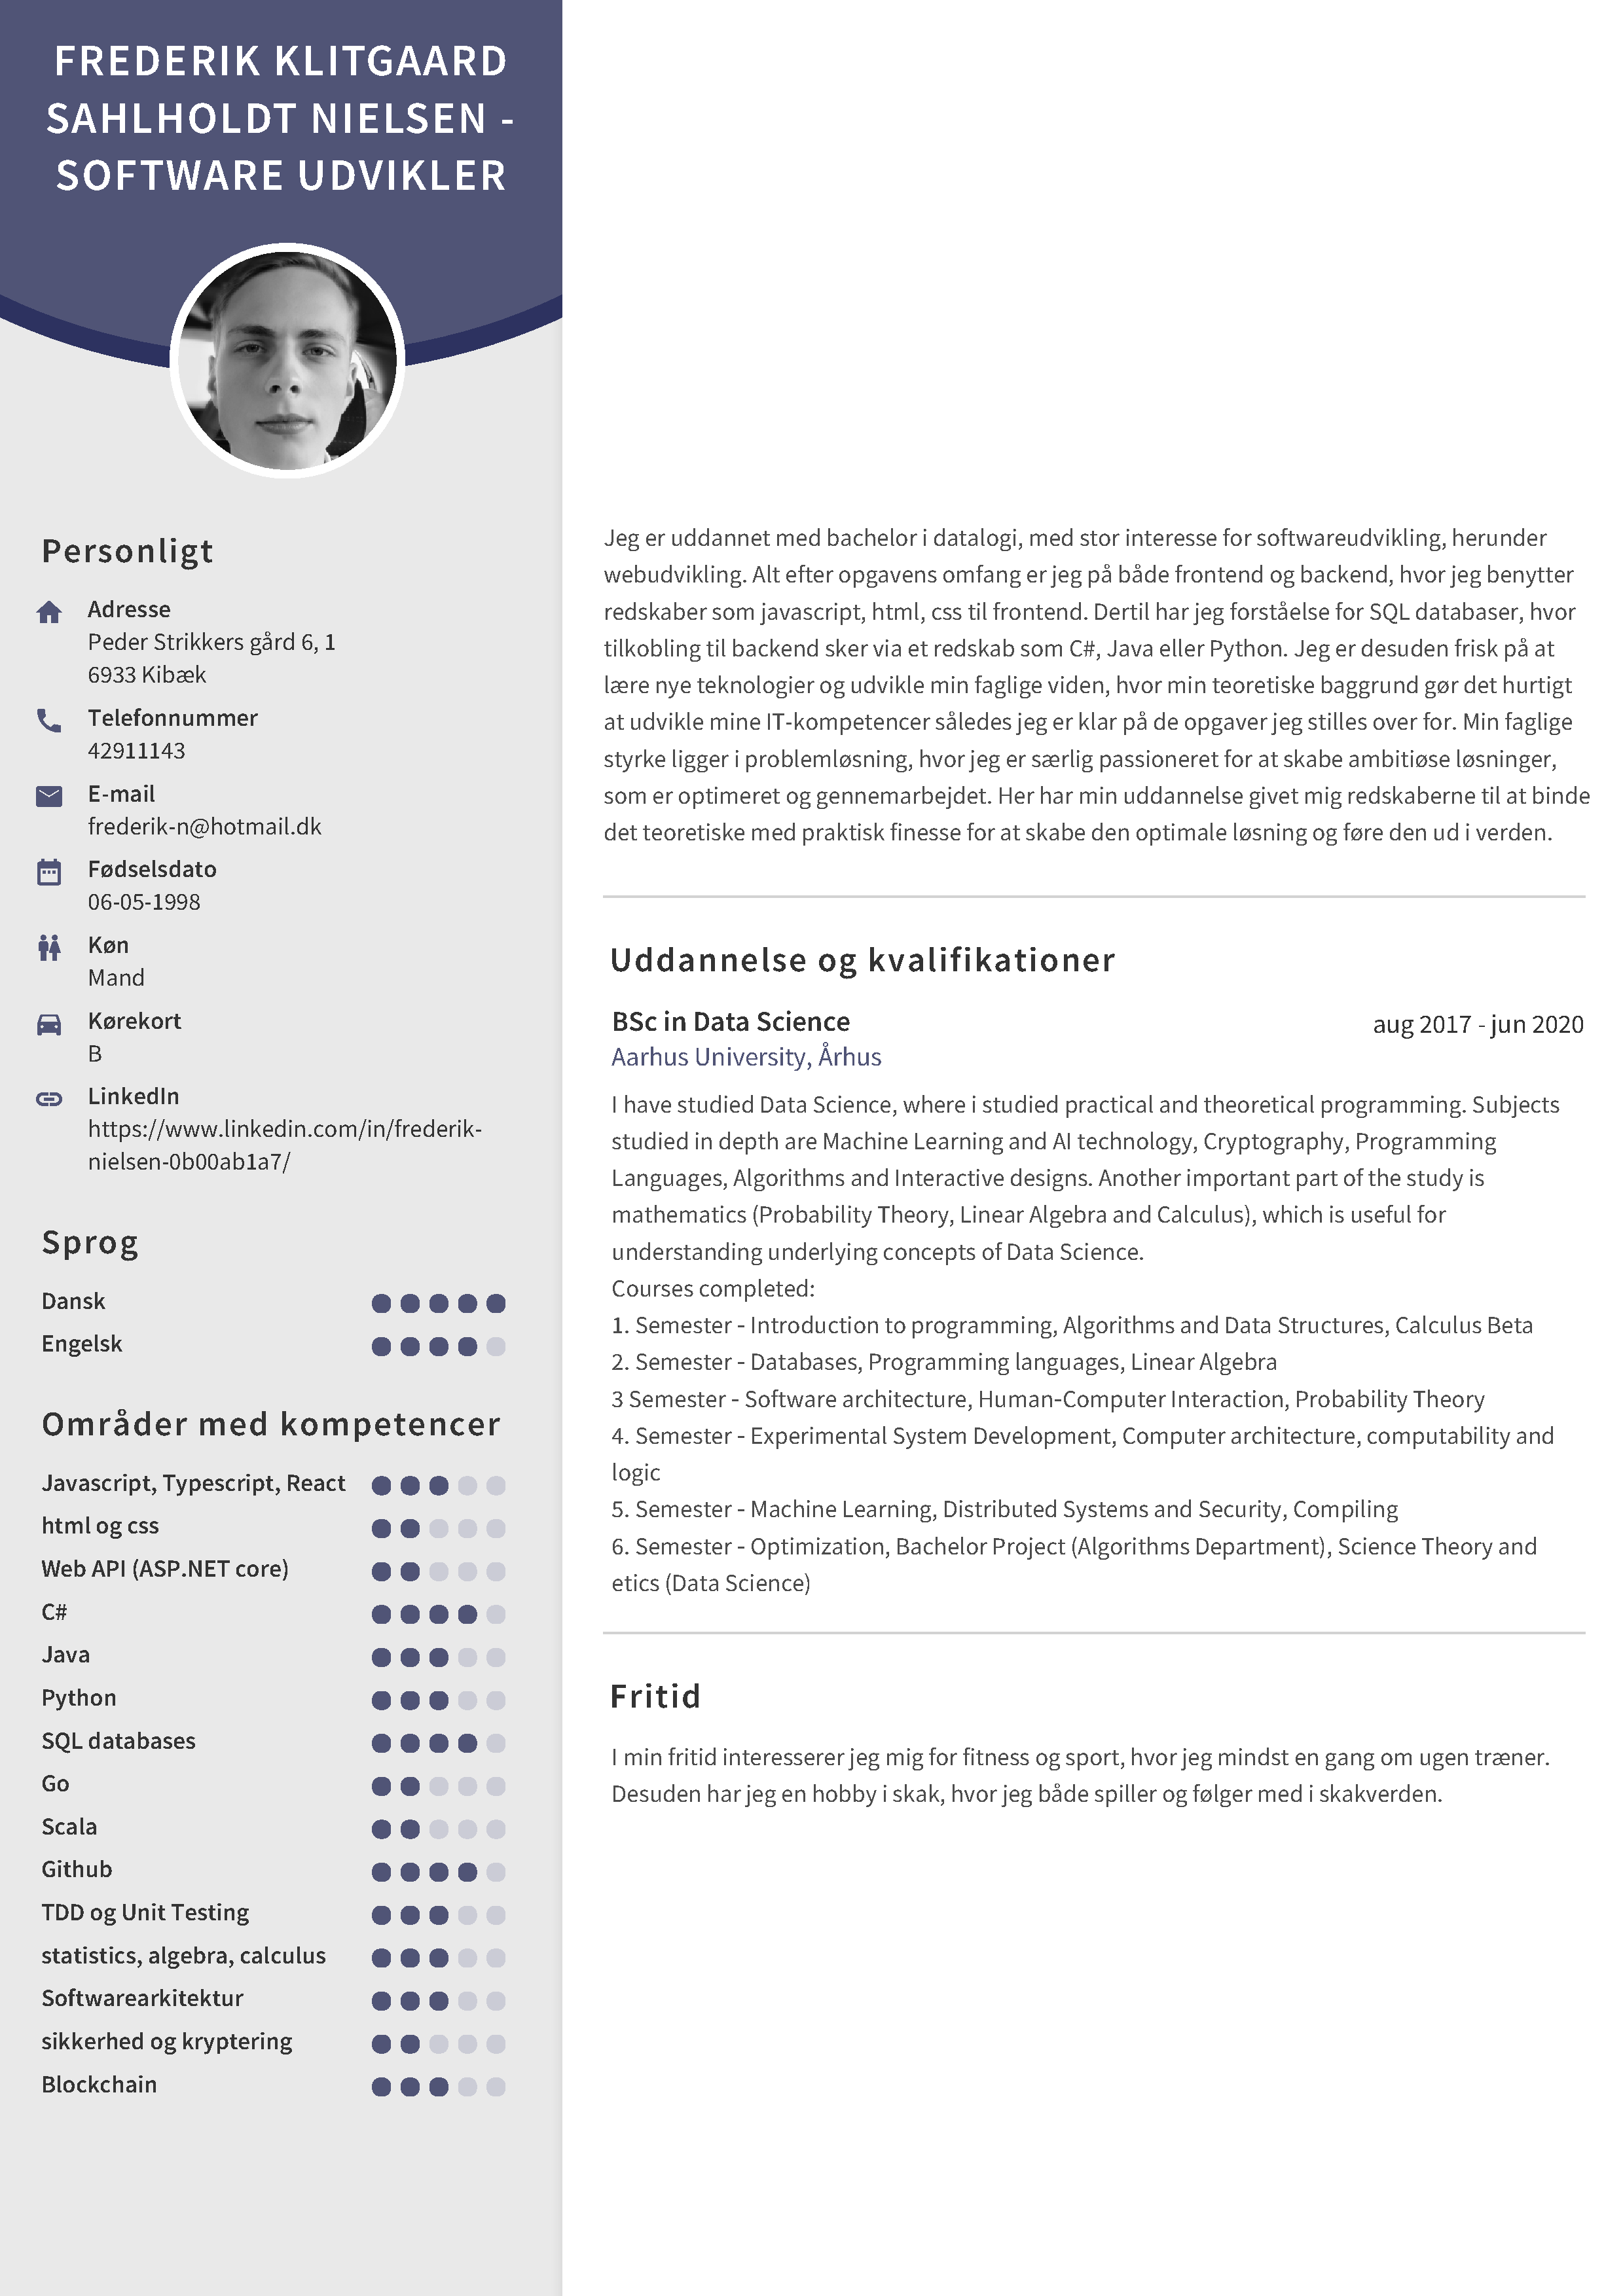 FREDERIK KLITGAARD
SAHLHOLDT NIELSEN -
SOFTWARE UDVIKLER
Personligt
Adresse
Peder Strikkers gård 6, 1
6933 Kibæk
Telefonnummer
42911143
E-mail
frederik-n@hotmail.dk
Fødselsdato
06-05-1998
Køn
Mand
Kørekort
B
LinkedIn
https://www.linkedin.com/in/frederik-
nielsen-0b00ab1a7/
Sprog
Dansk
Engelsk
Områder med kompetencer
Javascript, Typescript, React
html og css
Web API (ASP.NET core)
C#
Java
Python
SQL databases
Go
Scala
Github
TDD og Unit Testing
statistics, algebra, calculus
Softwarearkitektur
sikkerhed og kryptering
Blockchain
Jeg er uddannet med bachelor i datalogi, med stor interesse for softwareudvikling, herunder
webudvikling. Alt efter opgavens omfang er jeg på både frontend og backend, hvor jeg benytter
redskaber som javascript, html, css til frontend. Dertil har jeg forståelse for SQL databaser, hvor
tilkobling til backend sker via et redskab som C#, Java eller Python. Jeg er desuden frisk på at
lære nye teknologier og udvikle min faglige viden, hvor min teoretiske baggrund gør det hurtigt
at udvikle mine IT-kompetencer således jeg er klar på de opgaver jeg stilles over for. Min faglige
styrke ligger i problemløsning, hvor jeg er særlig passioneret for at skabe ambitiøse løsninger,
som er optimeret og gennemarbejdet. Her har min uddannelse givet mig redskaberne til at binde
det teoretiske med praktisk finesse for at skabe den optimale løsning og føre den ud i verden.
Uddannelse og kvalifikationer
BSc in Data Science aug 2017 - jun 2020
Aarhus University, Århus
I have studied Data Science, where i studied practical and theoretical programming. Subjects
studied in depth are Machine Learning and AI technology, Cryptography, Programming
Languages, Algorithms and Interactive designs. Another important part of the study is
mathematics (Probability Theory, Linear Algebra and Calculus), which is useful for
understanding underlying concepts of Data Science.
Courses completed:
1. Semester - Introduction to programming, Algorithms and Data Structures, Calculus Beta
2. Semester - Databases, Programming languages, Linear Algebra
3 Semester - Software architecture, Human-Computer Interaction, Probability Theory
4. Semester - Experimental System Development, Computer architecture, computability and
logic
5. Semester - Machine Learning, Distributed Systems and Security, Compiling
6. Semester - Optimization, Bachelor Project (Algorithms Department), Science Theory and
etics (Data Science)
Fritid
I min fritid interesserer jeg mig for fitness og sport, hvor jeg mindst en gang om ugen træner.
Desuden har jeg en hobby i skak, hvor jeg både spiller og følger med i skakverden.